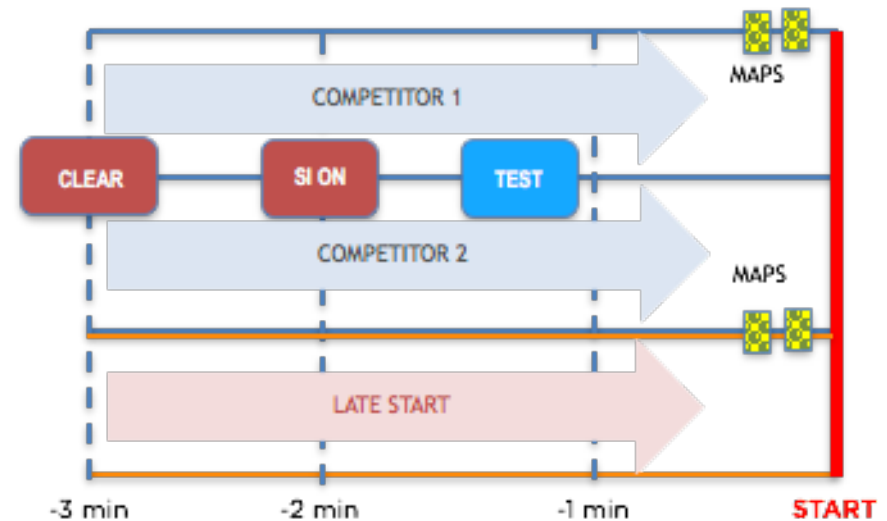 MAPS
COMPETITOR 1
CLEAR
SI ON
TEST
COMPETITOR 2
MAPS
LATE START
-3 min
-2 min
-1 min
START